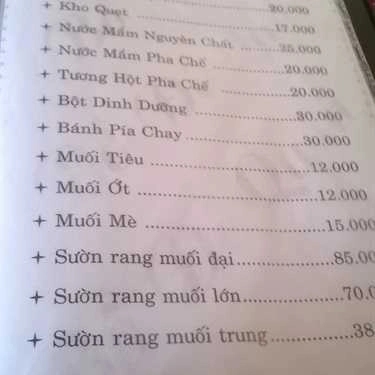 + Kho Quẹt ..................20.000
+ Nước Mắm Nguyên Chất ......17.000
+ Nước Mắm Pha Chế ..........25.000
+ Tương Hột Pha Chế .........20.000
+ Bột Dinh Dưỡng ............20.000
+ Bánh Pía Chay .............30.000
+ Muối Tiêu .................30.000
+ Muối Ớt ...................12.000
+ Muối Mè ...................12.000
+ Sườn rang muối đại ........15.000
+ Sườn rang muối lớn ........85.00
+ Sườn rang muối trung ......70.0
38